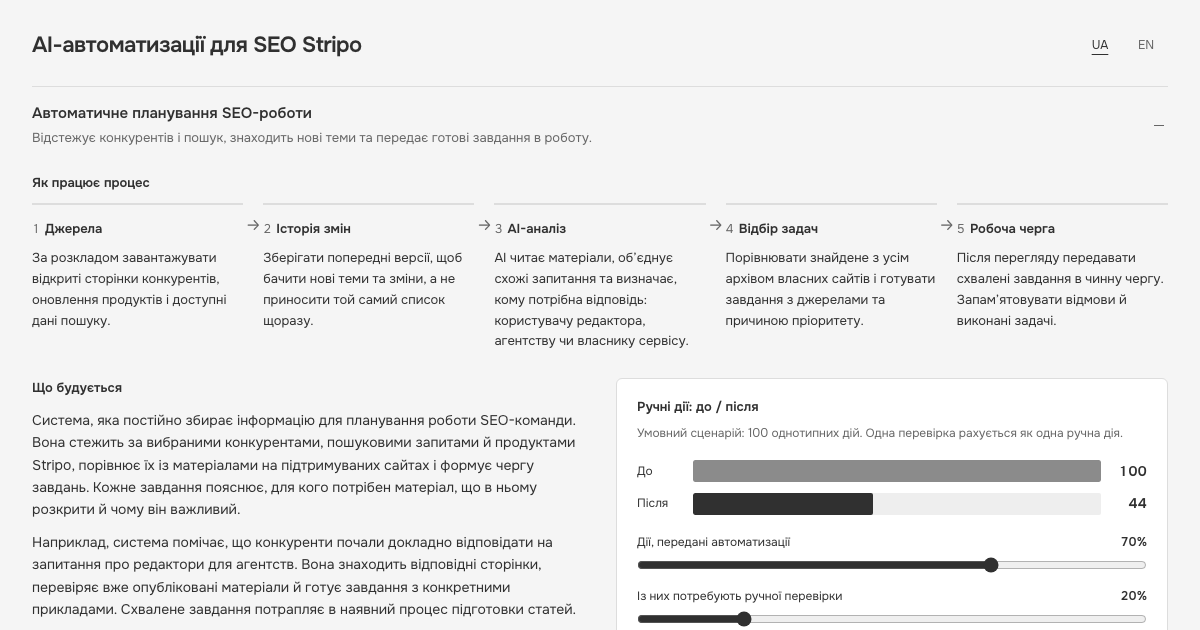 AI-автоматизації для SEO Stripo
UA EN
Автоматичне планування SEO-роботи
Відстежує конкурентів і пошук, знаходить нові теми та передає готові завдання в роботу.
Як працює процес
1 Джерела
За розкладом завантажувати
відкриті сторінки конкурентів,
оновлення продуктів і доступні
дані пошуку.
→ 2 Історія змін
Зберігати попередні версії, щоб
бачити нові теми та зміни, а не
приносити той самий список
щоразу.
→ 3 AI-аналіз
AI читає матеріали, об’єднує
схожі запитання та визначає,
кому потрібна відповідь:
користувачу редактора,
агентству чи власнику сервісу.
→ 4 Відбір задач
Порівнювати знайдене з усім
архівом власних сайтів і готувати
завдання з джерелами та
причиною пріоритету.
→ 5 Робоча черга
Після перегляду передавати
схвалені завдання в чинну чергу.
Запам’ятовувати відмови й
виконані задачі.
Що будується
Система, яка постійно збирає інформацію для планування роботи SEO-команди.
Вона стежить за вибраними конкурентами, пошуковими запитами й продуктами
Stripo, порівнює їх із матеріалами на підтримуваних сайтах і формує чергу
завдань. Кожне завдання пояснює, для кого потрібен матеріал, що в ньому
розкрити й чому він важливий.
Наприклад, система помічає, що конкуренти почали докладно відповідати на
запитання про редактори для агентств. Вона знаходить відповідні сторінки,
перевіряє вже опубліковані матеріали й готує завдання з конкретними
прикладами. Схвалене завдання потрапляє в наявний процес підготовки статей.
Ручні дії: до / після
Умовний сценарій: 100 однотипних дій. Одна перевірка рахується як одна ручна дія.
До 100
Після 44
Дії, передані автоматизації 70%
Із них потребують ручної перевірки 20%